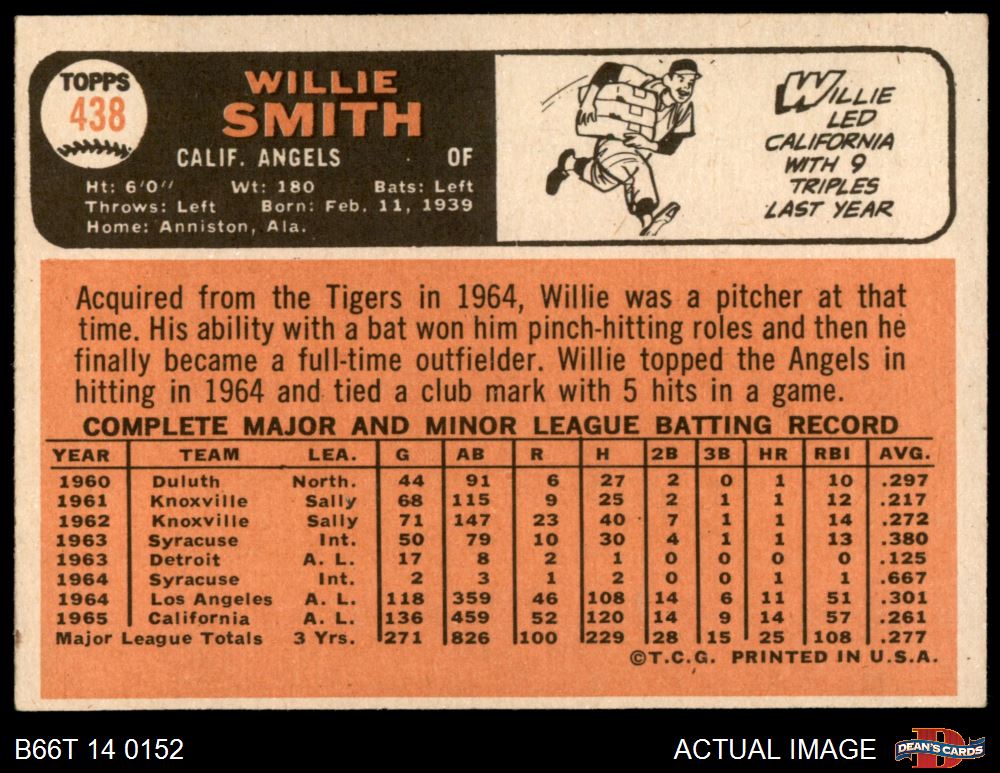 TOPPS
438
WILLIE
SMITH
CALIF. ANGELS OF
Ht: 6'0" Wt: 180 Bats: Left
Throws: Left Born: Feb. 11, 1939
Home: Anniston, Ala.
WILLIE
LED
CALIFORNIA
WITH 9
TRIPLES
LAST YEAR
Acquired from the Tigers in 1964, Willie was a pitcher at that
time. His ability with a bat won him pinch-hitting roles and then he
finally became a full-time outfielder. Willie topped the Angels in
hitting in 1964 and tied a club mark with 5 hits in a game.
COMPLETE MAJOR AND MINOR LEAGUE BATTING RECORD
YEAR TEAM LEA. G AB R H 2B 3B HR RBI AVG.
1960 Duluth North. 44 91 6 27 2 0 1 10 .297
1961 Knoxville Sally 68 115 9 25 2 1 1 12 .217
1962 Knoxville Sally 71 147 23 40 7 1 1 14 .272
1963 Syracuse Int. 50 79 10 30 4 1 1 13 .380
1963 Detroit A. L. 17 8 2 1 0 0 0 0 .125
1964 Syracuse Int. 2 3 1 2 0 0 1 1 .667
1964 Los Angeles A. L. 118 359 46 108 14 6 11 51 .301
1965 California A. L. 136 459 52 120 14 9 14 57 .261
Major League Totals 3 Yrs. 271 826 100 229 28 15 25 108 .277
©T.C.G. PRINTED IN U.S.A.
B66T 14 0152 ACTUAL IMAGE
D
DEAN'S CARDS